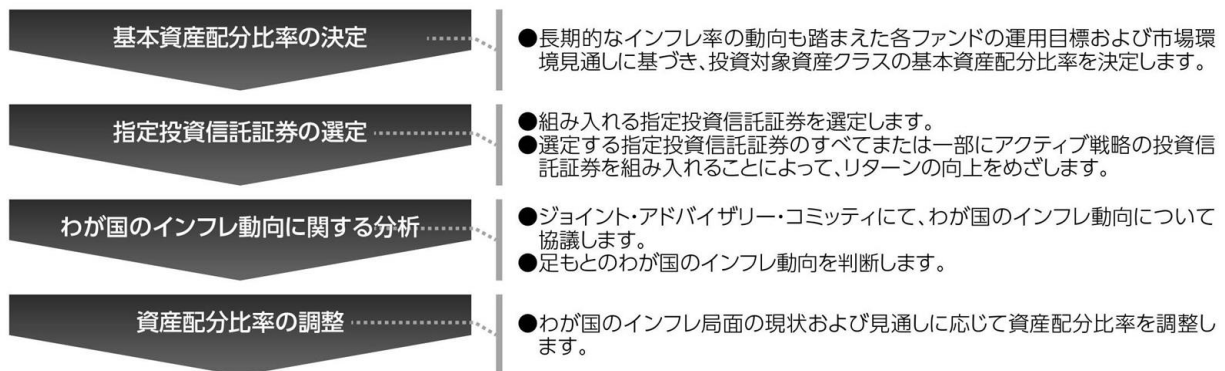 基本資産配分比率の決定
●長期的なインフレ率の動向も踏まえた各ファンドの運用目標および市場環
境見通しに基づき、投資対象資産クラスの基本資産配分比率を決定します。
指定投資信託証券の選定
●組み入れる指定投資信託証券を選定します。
●選定する指定投資信託証券のすべてまたは一部にアクティブ戦略の投資信
託証券を組み入れることによって、リターンの向上をめざします。
わが国のインフレ動向に関する分析
●ジョイント・アドバイザリー・コミッティにて、わが国のインフレ動向について
協議します。
●足もとのわが国のインフレ動向を判断します。
資産配分比率の調整
●わが国のインフレ局面の現状および見通しに応じて資産配分比率を調整し
ます。